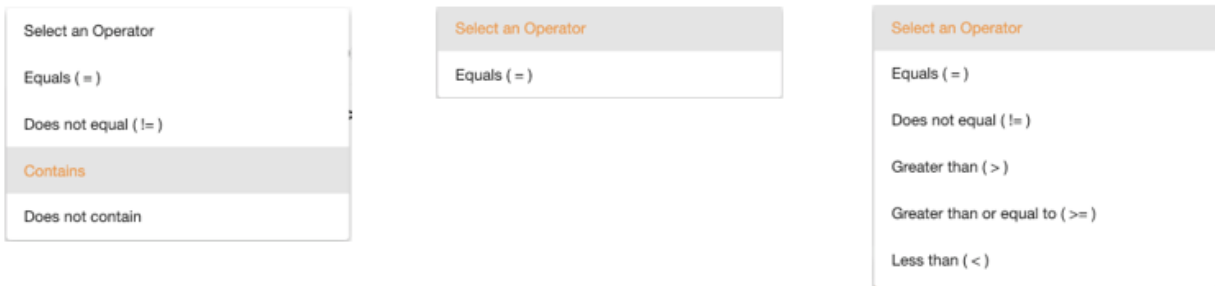 Select an Operator
Equals ( = )
Does not equal ( != )
Contains
Does not contain
Select an Operator
Equals ( = )
Select an Operator
Equals ( = )
Does not equal ( != )
Greater than ( > )
Greater than or equal to ( >= )
Less than ( < )